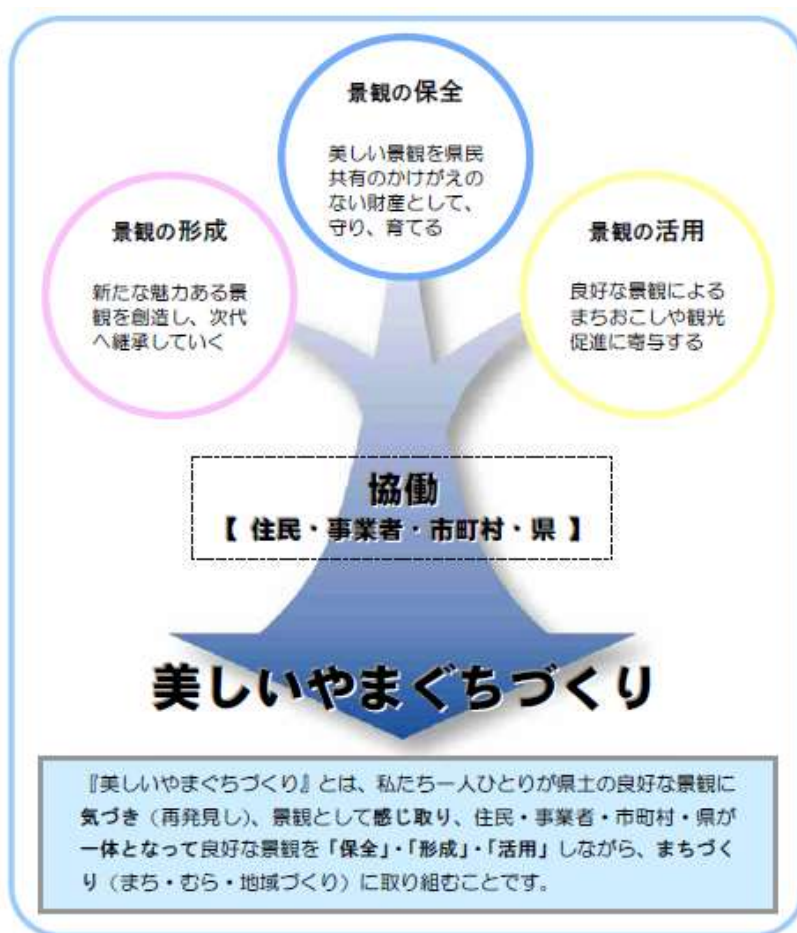 景観の保全
美しい景観を県民
共有のかけがえの
ない財産として、
守り、育てる
景観の形成
新たな魅力ある景
観を創造し、次代
へ継承していく
景観の活用
良好な景観による
まちおこしや観光
促進に寄与する
協働
【 住民・事業者・市町村・県 】
美しいやまぐちづくり
『美しいやまぐちづくり』とは、私たち一人ひとりが県土の良好な景観に
気づき（再発見し）、景観として感じ取り、住民・事業者・市町村・県が
一体となって良好な景観を「保全」・「形成」・「活用」しながら、まちづく
り（まち・むら・地域づくり）に取り組むことです。